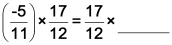 (-5/11) × 17/12 = 17/12 × ______